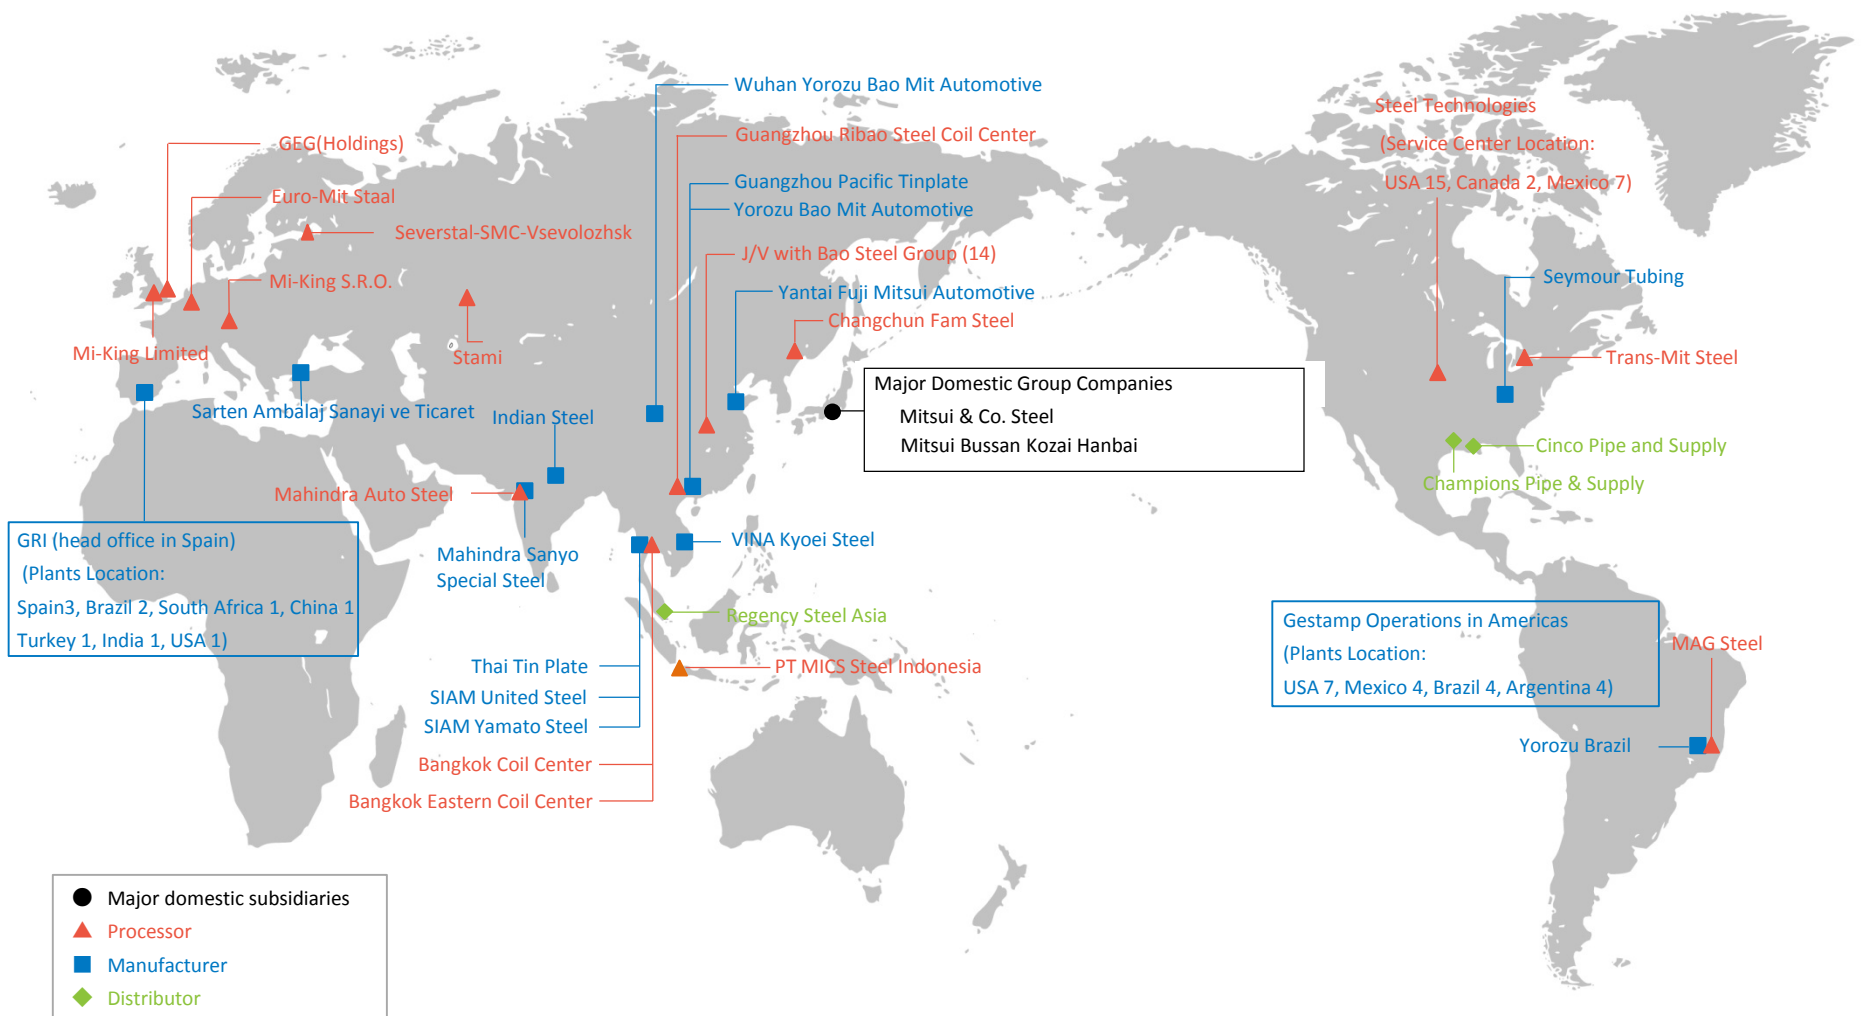 Wuhan Yorozu Bao Mit Automotive
Steel Technologies
(Service Center Location:
USA 15, Canada 2, Mexico 7)
GEG(Holdings)
Guangzhou Ribao Steel Coil Center
Euro-Mit Staal
Guangzhou Pacific Tinplate
Yorozu Bao Mit Automotive
Severstal-SMC-Vsevolozhsk
J/V with Bao Steel Group (14)
Mi-King S.R.O.
Yantai Fuji Mitsui Automotive
Seymour Tubing
Changchun Fam Steel
Mi-King Limited
Stami
Trans-Mit Steel
Major Domestic Group Companies
Mitsui & Co. Steel
Mitsui Bussan Kozai Hanbai
Sarten Ambalaj Sanayi ve Ticaret
Indian Steel
Cinco Pipe and Supply
Champions Pipe & Supply
Mahindra Auto Steel
GRI (head office in Spain)
(Plants Location:
Spain3, Brazil 2, South Africa 1, China 1
Turkey 1, India 1, USA 1)
Mahindra Sanyo
Special Steel
VINA Kyoei Steel
Regency Steel Asia
Gestamp Operations in Americas
(Plants Location:
USA 7, Mexico 4, Brazil 4, Argentina 4)
MAG Steel
Thai Tin Plate
PT MICS Steel Indonesia
SIAM United Steel
SIAM Yamato Steel
Yorozu Brazil
Bangkok Coil Center
Bangkok Eastern Coil Center
Major domestic subsidiaries
Processor
Manufacturer
Distributor